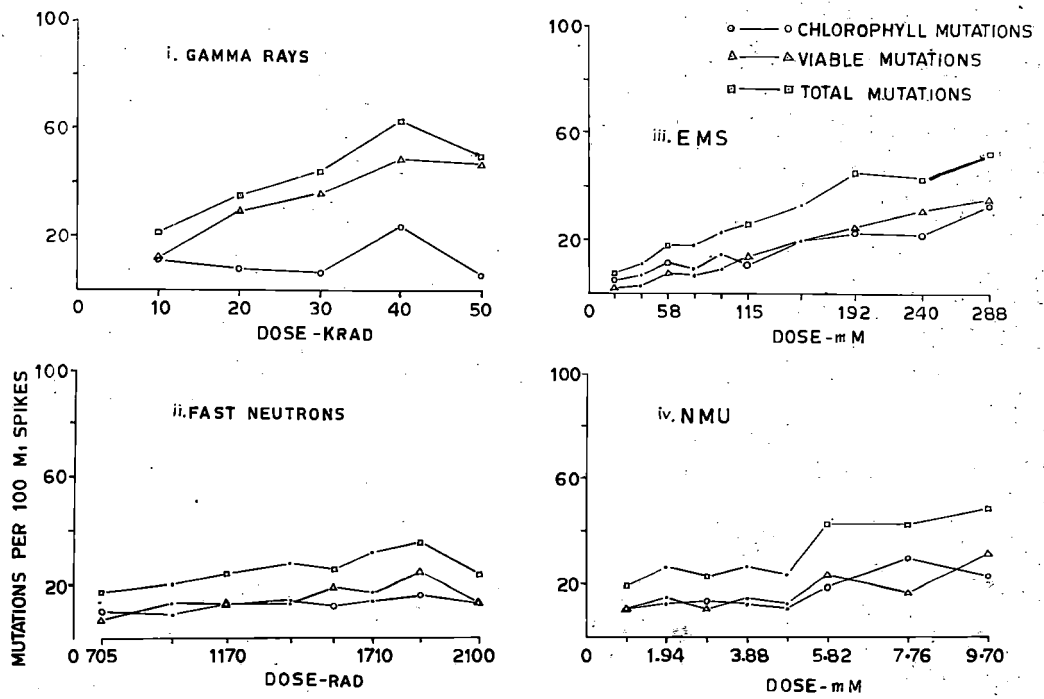 100
60
20
i. GAMMA RAYS
0 10 20 30 40 50
DOSE-KRAD
100
60
20
CHLOROPHYLL MUTATIONS
VIABLE MUTATIONS
TOTAL MUTATIONS
iii. EMS
0 58 115 192 240 288
DOSE-mM
MUTATIONS PER 100 M1 SPIKES
100
60
20
ii. FAST NEUTRONS
0 705 1170 1710 2100
DOSE-RAD
100
60
20
iv. NMU
0 1.94 3.88 5.82 7.76 9.70
DOSE-mM